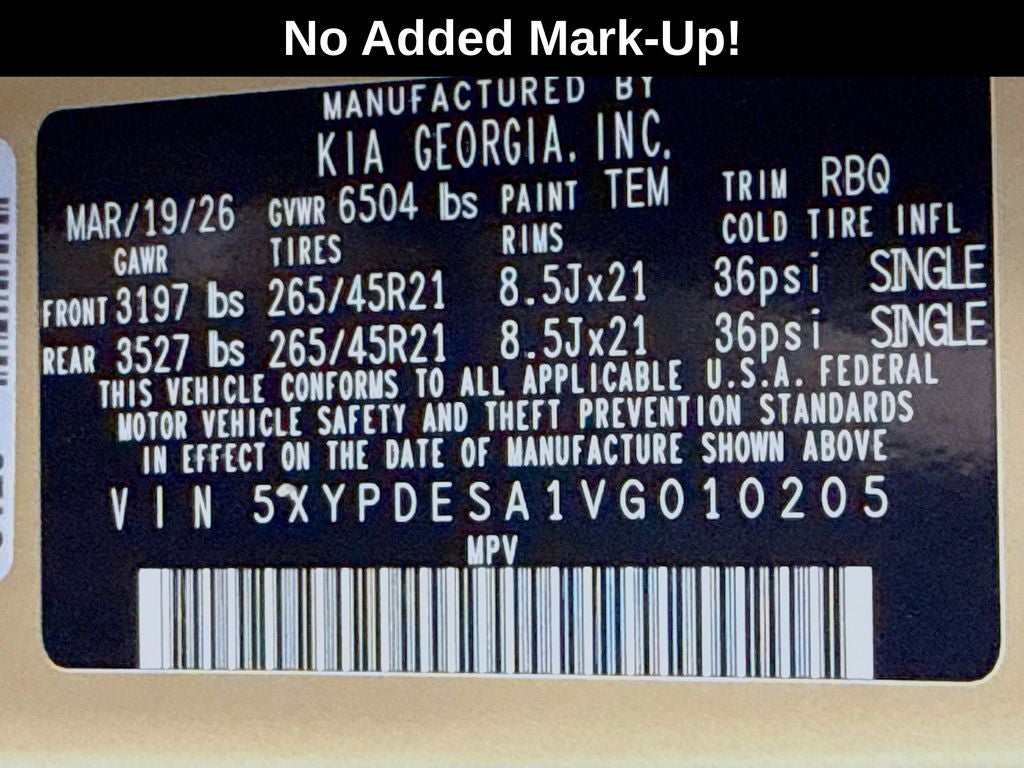 No Added Mark-Up!
MANUFACTURED BY
KIA GEORGIA. INC.
MAR/19/26 GVWR 6504 lbs PAINT TEM TRIM RBQ
GAWR TIRES RIMS COLD TIRE INFL
FRONT 3197 lbs 265/45R21 8.5Jx21 36psi SINGLE
REAR 3527 lbs 265/45R21 8.5Jx21 36psi SINGLE
THIS VEHICLE CONFORMS TO ALL APPLICABLE U.S.A. FEDERAL
MOTOR VEHICLE SAFETY AND THEFT PREVENTION STANDARDS
IN EFFECT ON THE DATE OF MANUFACTURE SHOWN ABOVE
VIN 5XYPDESA1VG010205
MPV